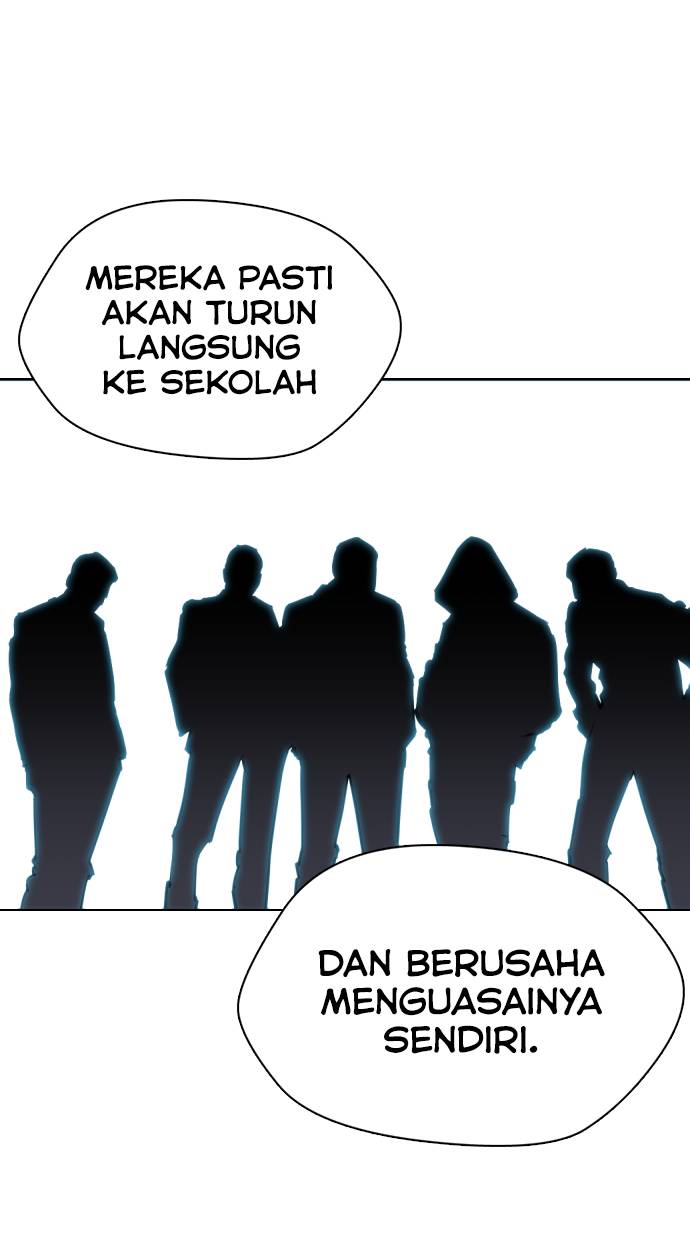 MEREKA PASTI
AKAN TURUN
LANGSUNG
KE SEKOLAH
DAN BERUSAHA
MENGUASAINYA
SENDIRI.